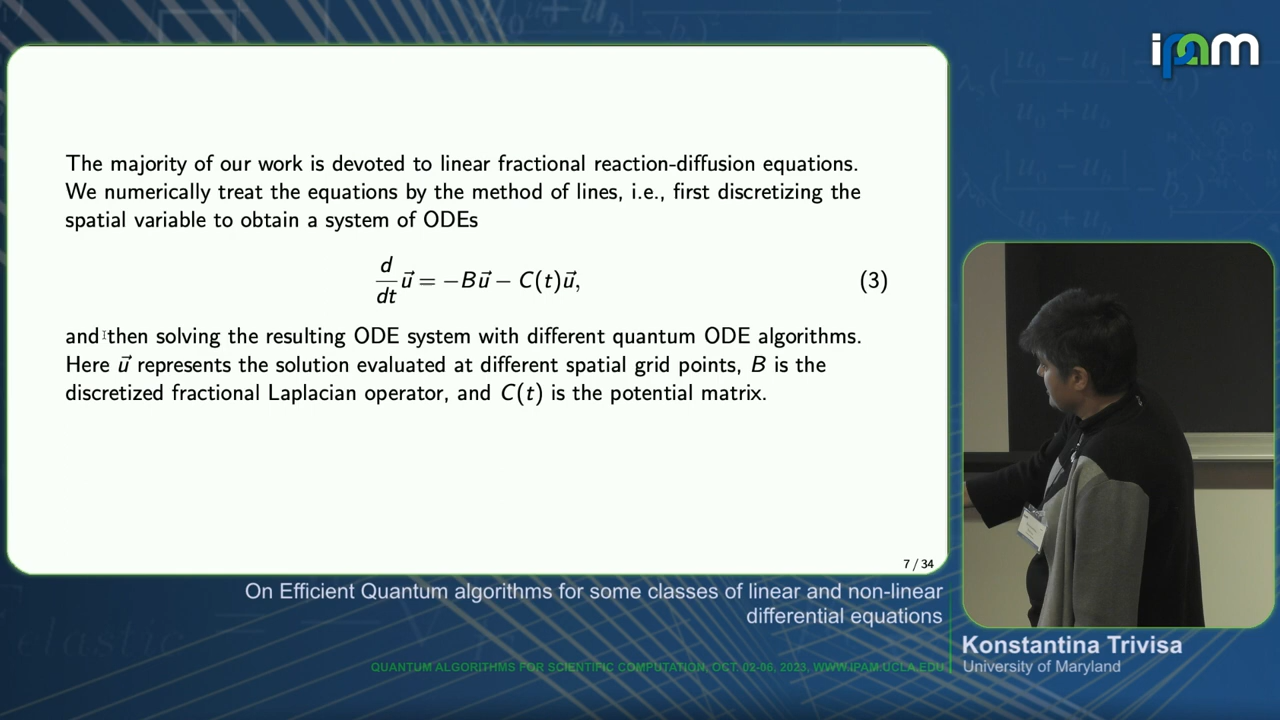 ipam
The majority of our work is devoted to linear fractional reaction-diffusion equations.
We numerically treat the equations by the method of lines, i.e., first discretizing the
spatial variable to obtain a system of ODEs
d/dt u⃗ = −Bu⃗ − C(t)u⃗, (3)
and then solving the resulting ODE system with different quantum ODE algorithms.
Here u⃗ represents the solution evaluated at different spatial grid points, B is the
discretized fractional Laplacian operator, and C(t) is the potential matrix.
7 / 34
On Efficient Quantum algorithms for some classes of linear and non-linear
differential equations
QUANTUM ALGORITHMS FOR SCIENTIFIC COMPUTATION, OCT. 02-06, 2023, WWW.IPAM.UCLA.EDU
Konstantina Trivisa
University of Maryland
elastic